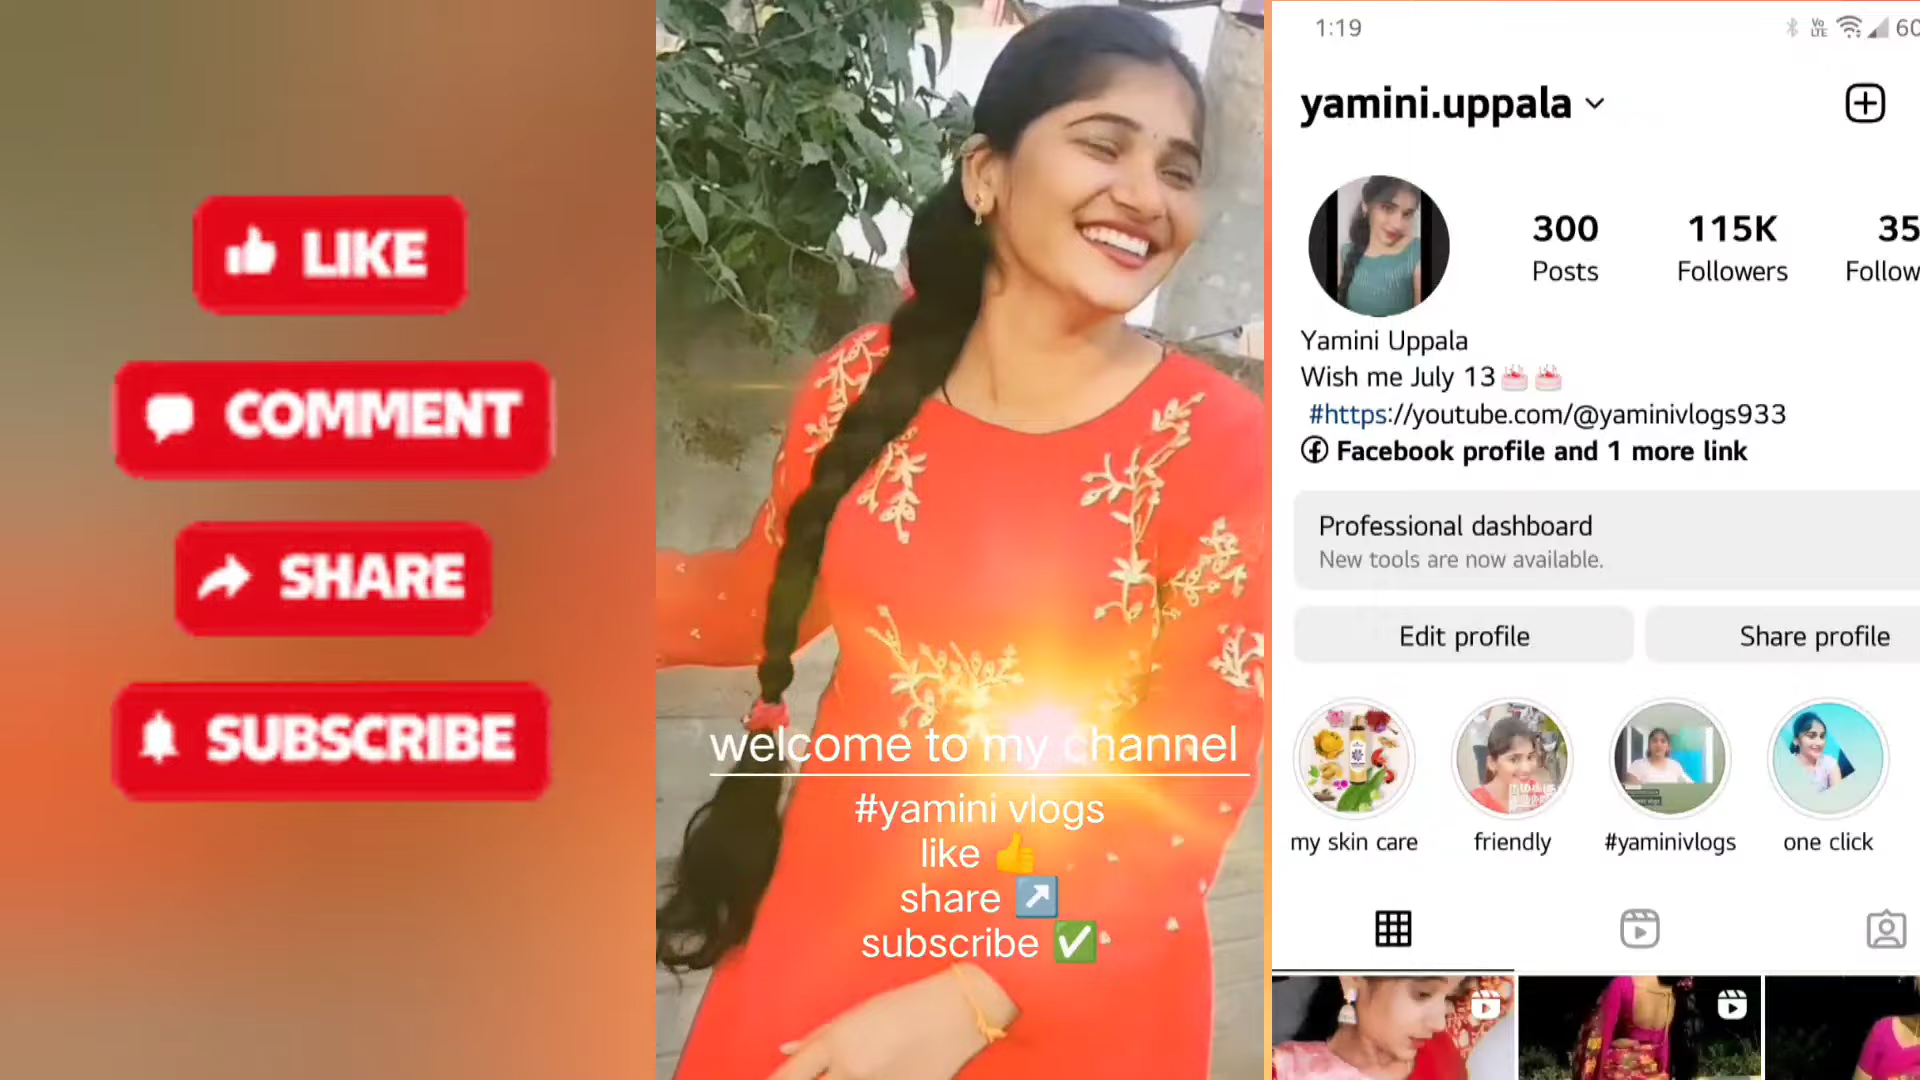 LIKE
COMMENT
SHARE
SUBSCRIBE
welcome to my channel
#yamini vlogs
like 👍
share ↗️
subscribe ✅
1:19
Vo LTE
60
yamini.uppala
300
115K
35
Posts
Followers
Follow
Yamini Uppala
Wish me July 13🎂🎂
#https://youtube.com/@yaminivlogs933
Facebook profile and 1 more link
Professional dashboard
New tools are now available.
Edit profile
Share profile
my skin care
friendly
#yaminivlogs
one click